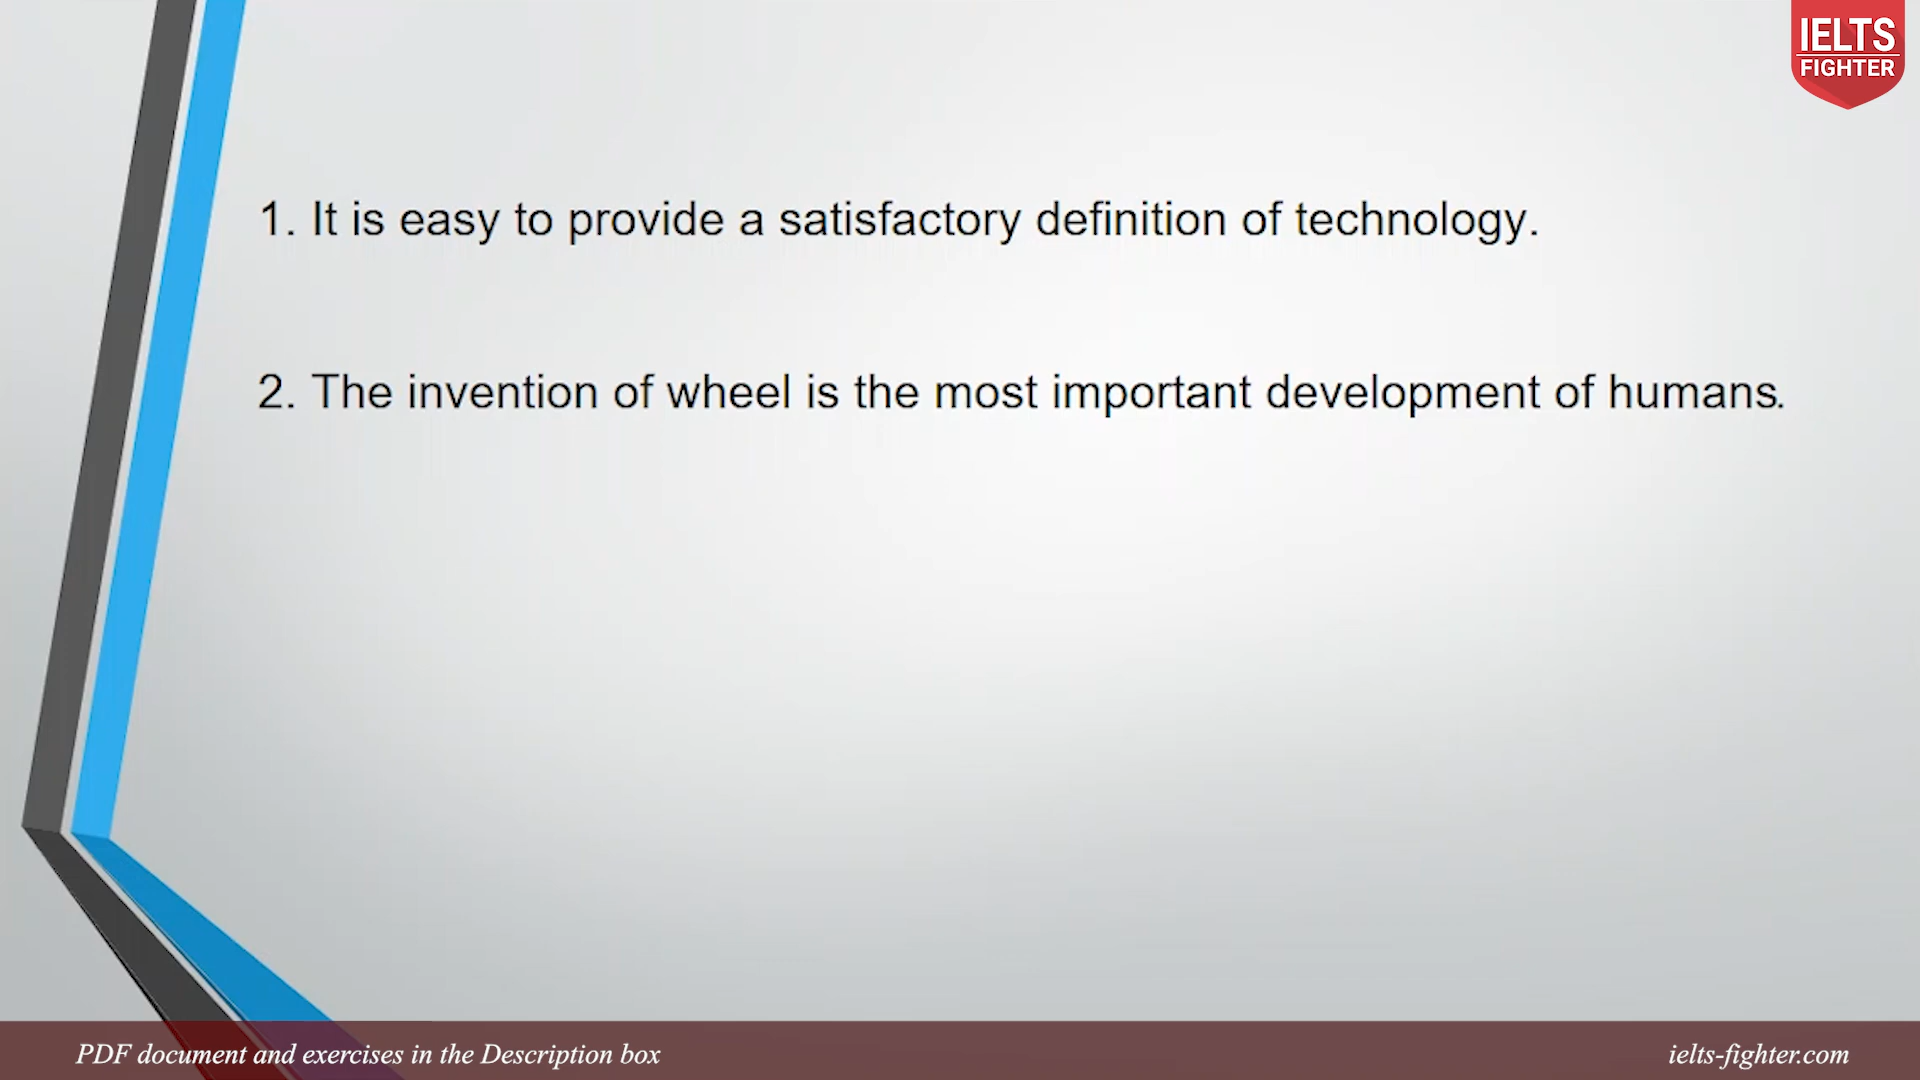 IELTS
FIGHTER
1. It is easy to provide a satisfactory definition of technology.
2. The invention of wheel is the most important development of humans.
PDF document and exercises in the Description box
ielts-fighter.com